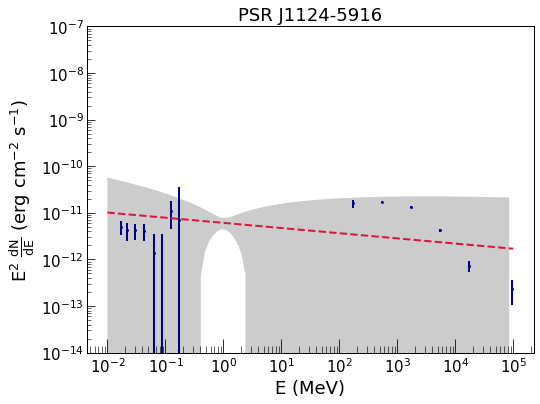 PSR J1124-5916
E² dN/dE (erg cm⁻² s⁻¹)
10⁻⁷
10⁻⁸
10⁻⁹
10⁻¹⁰
10⁻¹¹
10⁻¹²
10⁻¹³
10⁻¹⁴
10⁻² 10⁻¹ 10⁰ 10¹ 10² 10³ 10⁴ 10⁵
E (MeV)